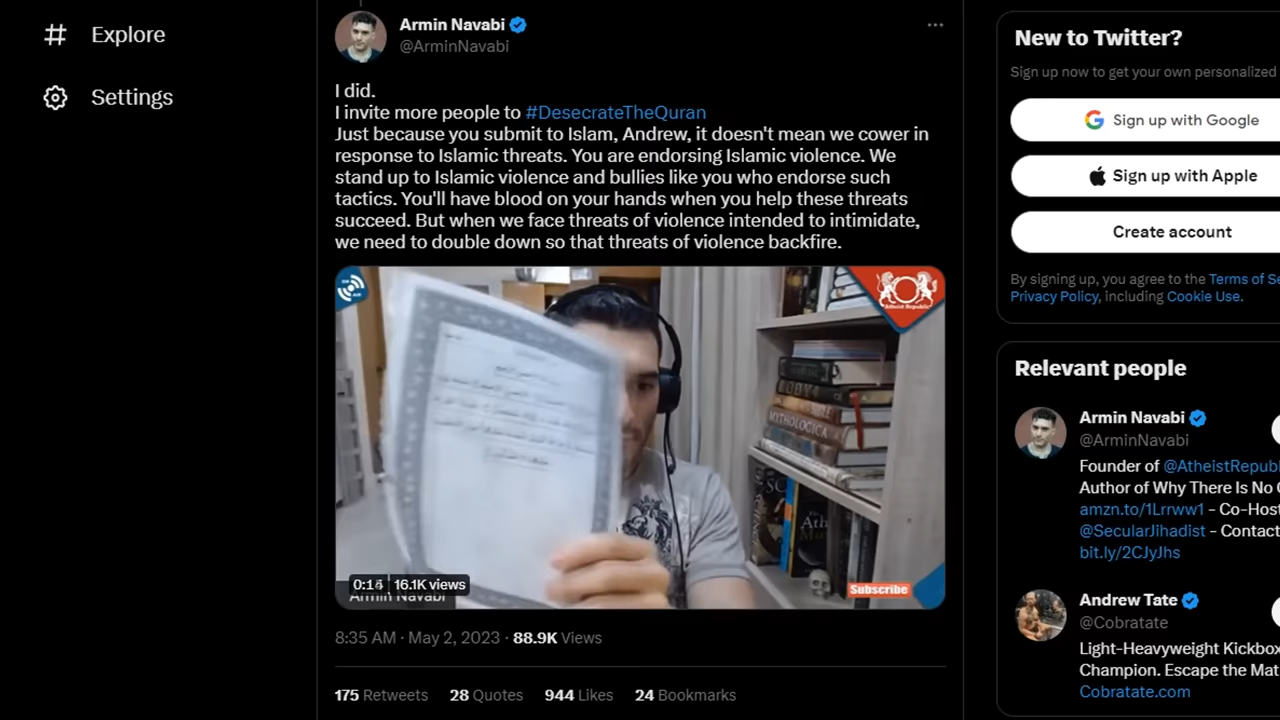 Explore
Settings
Armin Navabi
@ArminNavabi
I did.
I invite more people to #DesecrateTheQuran
Just because you submit to Islam, Andrew, it doesn't mean we cower in
response to Islamic threats. You are endorsing Islamic violence. We
stand up to Islamic violence and bullies like you who endorse such
tactics. You'll have blood on your hands when you help these threats
succeed. But when we face threats of violence intended to intimidate,
we need to double down so that threats of violence backfire.
ON
AIR
Atheist Republic
MYTHOLOGICA
Subscribe
16.1K views
Armin Navabi
8:35 AM · May 2, 2023 · 88.9K Views
175 Retweets 28 Quotes 944 Likes 24 Bookmarks
New to Twitter?
Sign up now to get your own personalized
Sign up with Google
Sign up with Apple
Create account
By signing up, you agree to the Terms of Se
Privacy Policy, including Cookie Use.
Relevant people
Armin Navabi
@ArminNavabi
Founder of @AtheistRepubl
Author of Why There Is No
amzn.to/1Lrrww1 - Co-Host
@SecularJihadist - Contact
bit.ly/2CJyJhs
Andrew Tate
@Cobratate
Light-Heavyweight Kickbox
Champion. Escape the Mat
Cobratate.com